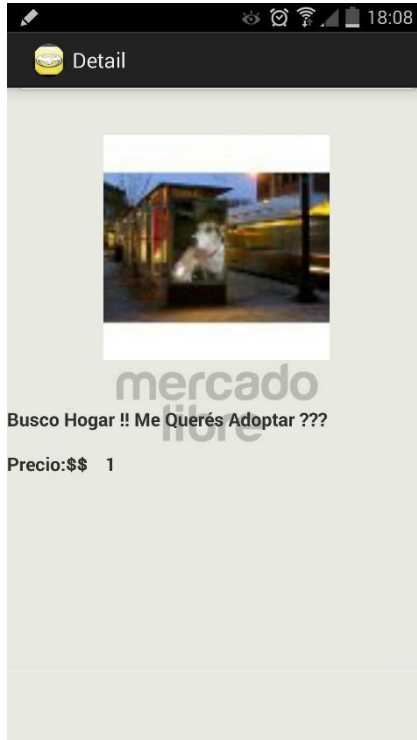 18:08
Detail
mercado
libre
Busco Hogar !! Me Querés Adoptar ???
Precio:$$ 1